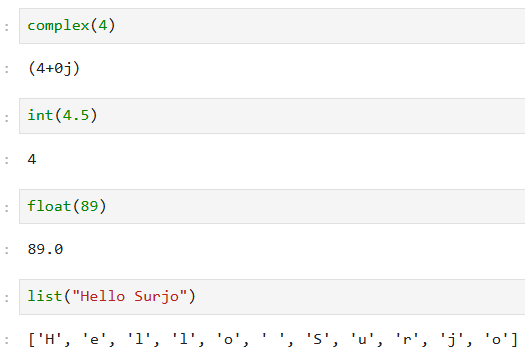 : complex(4)
: (4+0j)
: int(4.5)
: 4
: float(89)
: 89.0
: list("Hello Surjo")
: ['H', 'e', 'l', 'l', 'o', ' ', 'S', 'u', 'r', 'j', 'o']